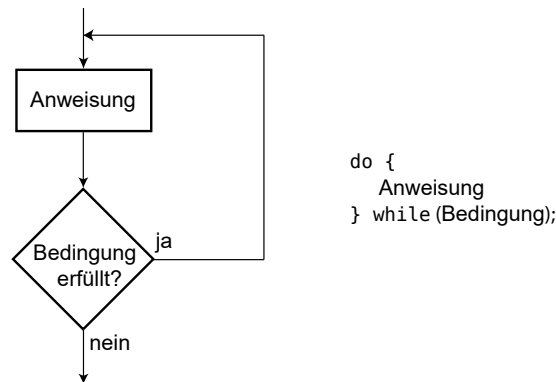 Anweisung
Bedingung
erfüllt?
ja
nein
do {
Anweisung
} while (Bedingung);